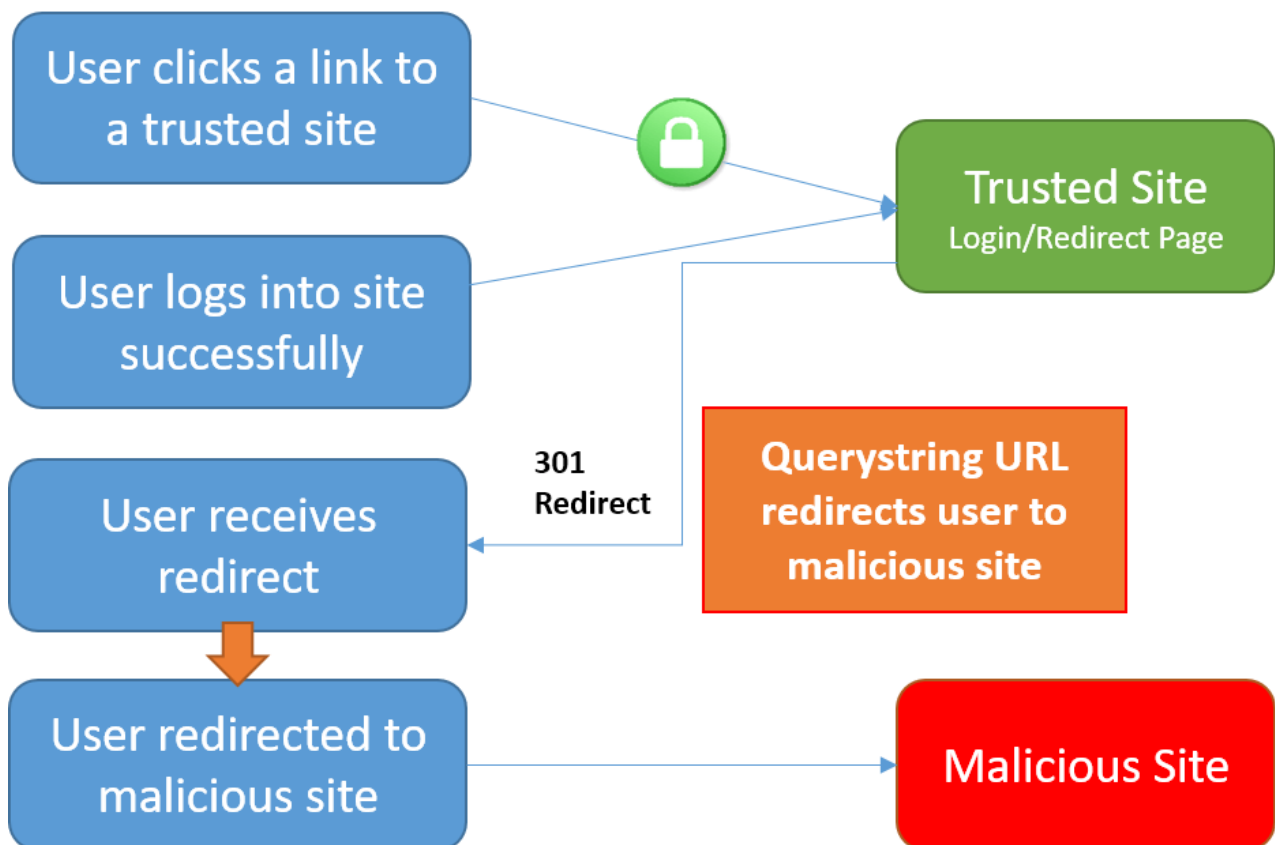 User clicks a link to
a trusted site
Trusted Site
Login/Redirect Page
User logs into site
successfully
301
Redirect
Querystring URL
redirects user to
malicious site
User receives
redirect
User redirected to
malicious site
Malicious Site